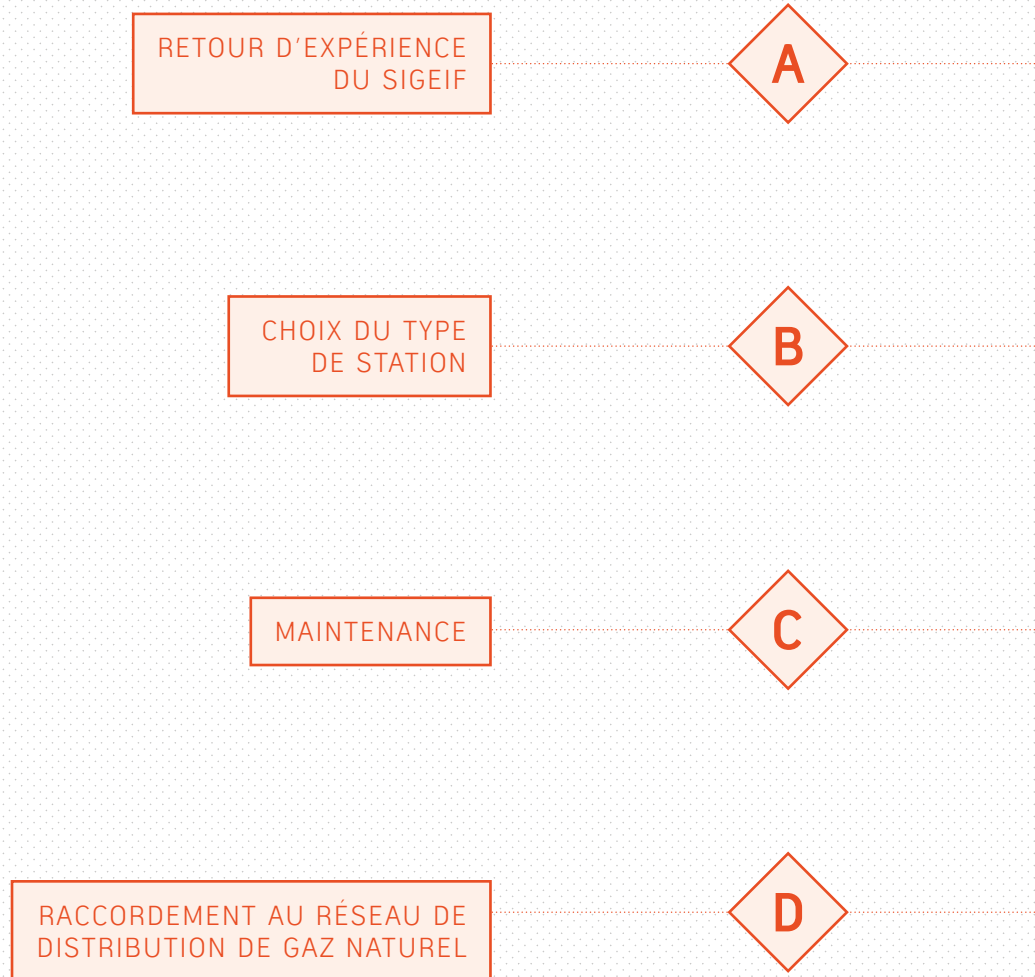 RETOUR D'EXPÉRIENCE
DU SIGEIF
A
CHOIX DU TYPE
DE STATION
B
MAINTENANCE
C
RACCORDEMENT AU RÉSEAU DE
DISTRIBUTION DE GAZ NATUREL
D